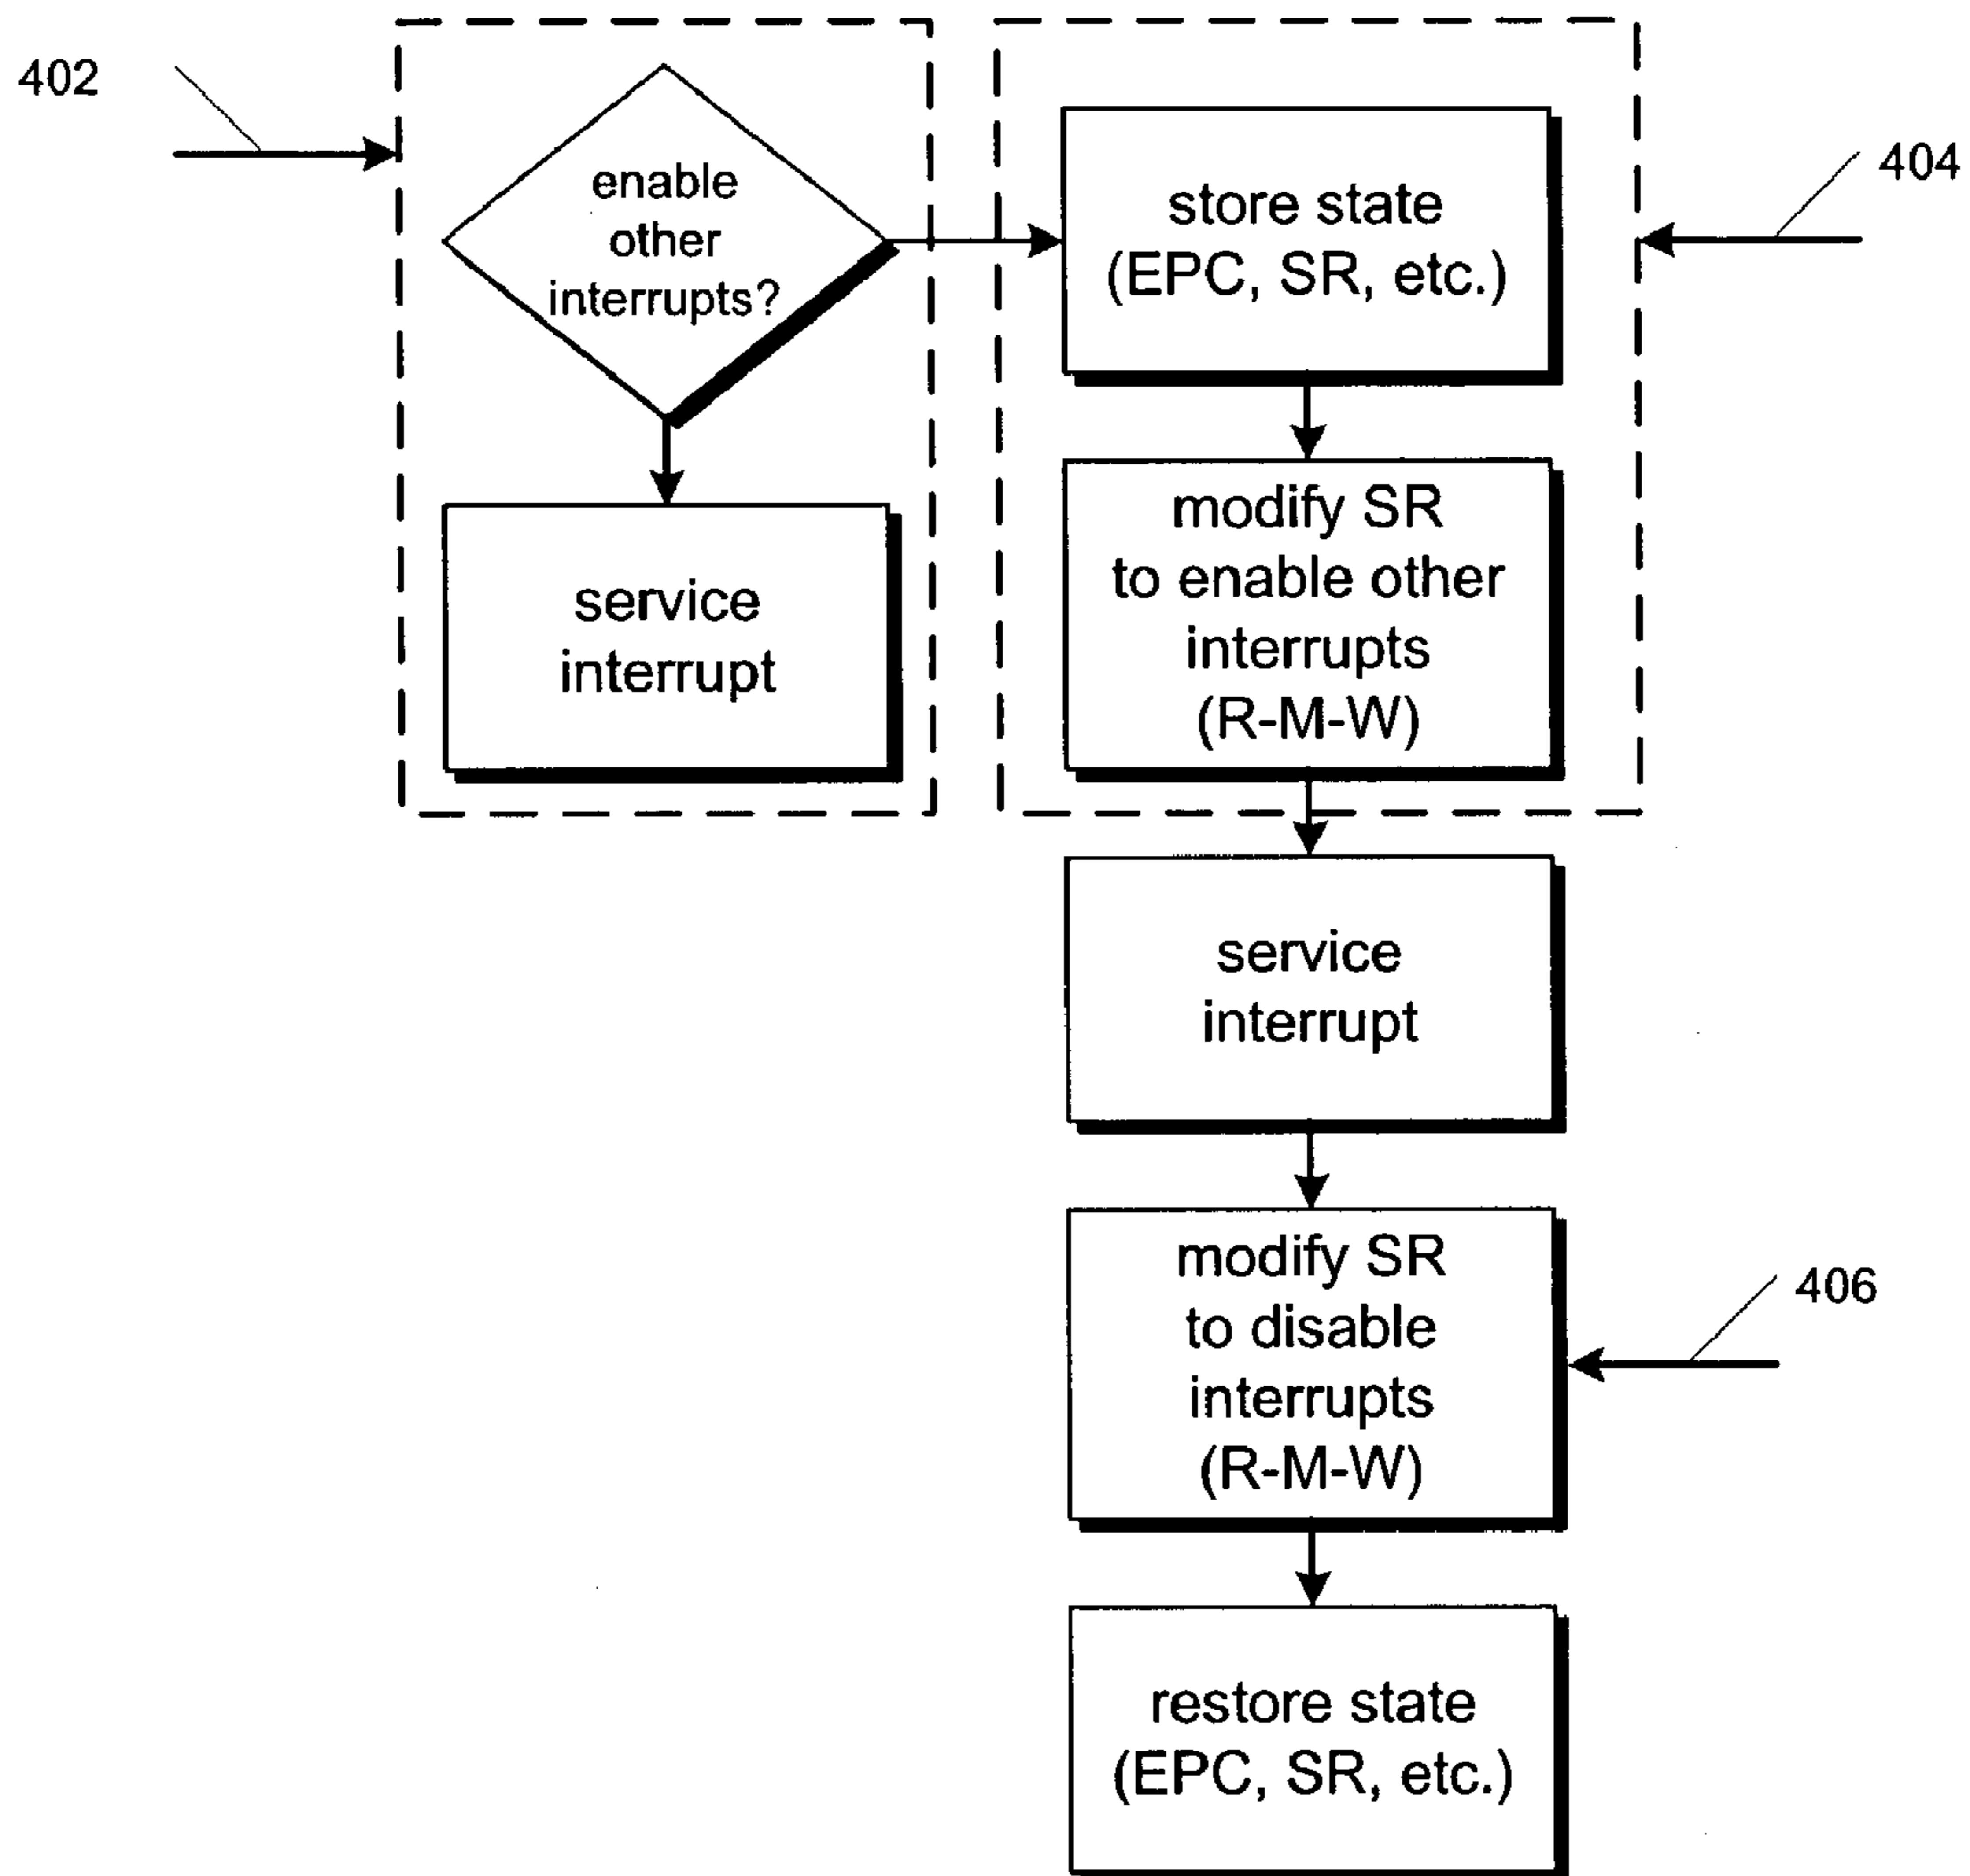 402
enable
other
interrupts?
service
interrupt
store state
(EPC, SR, etc.)
404
modify SR
to enable other
interrupts
(R-M-W)
service
interrupt
modify SR
to disable
interrupts
(R-M-W)
406
restore state
(EPC, SR, etc.)